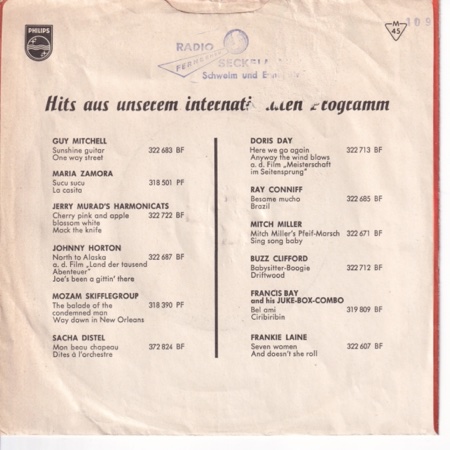 PHILIPS
M
45
109
RADIO
FERNSEHEN
Schwelm und
Hits aus unserem Programm
GUY MITCHELL
Sunshine guitar 322 683 BF
One way street
MARIA ZAMORA
Sucu sucu 318 501 PF
La casita
JERRY MURAD'S HARMONICATS
Cherry pink and apple 322 722 BF
blossom white
Mack the knife
JOHNNY HORTON
North to Alaska 322 687 BF
a. d. Film „Land der tausend
Abenteuer"
Joe's been a gittin' there
MOZAM SKIFFLEGROUP
The balade of the 318 390 PF
condemned man
Way down in New Orleans
SACHA DISTEL
Mon beau chapeau 372 824 BF
Dites à l'orchestre
DORIS DAY
Here we go again 322 713 BF
Anyway the wind blows
a. d. Film „Meisterschaft
im Seitensprung"
RAY CONNIFF
Besame mucho 322 685 BF
Brazil
MITCH MILLER
Mitch Miller's Pfeif-Marsch 322 671 BF
Sing song baby
BUZZ CLIFFORD
Babysitter-Boogie 322 712 BF
Driftwood
FRANCIS BAY
and his JUKE-BOX-COMBO
Bel ami 319 809 BF
Ciribiribin
FRANKIE LAINE
Seven women 322 607 BF
And doesn't she roll